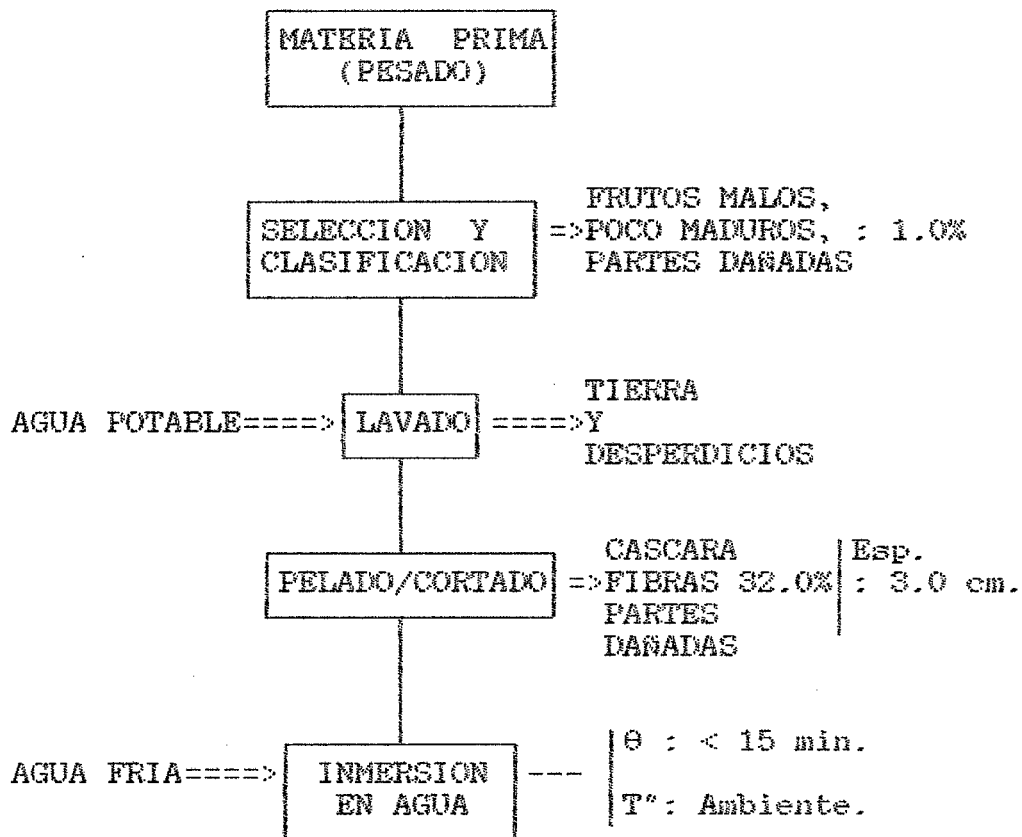 MATERIA PRIMA
(PESADO)
SELECCION Y
CLASIFICACION
=>
FRUTOS MALOS,
POCO MADUROS, : 1.0%
PARTES DAÑADAS
AGUA POTABLE====>
LAVADO
====>
TIERRA
Y
DESPERDICIOS
PELADO/CORTADO
=>
CASCARA
FIBRAS 32.0%
PARTES
DAÑADAS
Esp.
: 3.0 cm.
AGUA FRIA====>
INMERSION
EN AGUA
---
θ : < 15 min.
T": Ambiente.